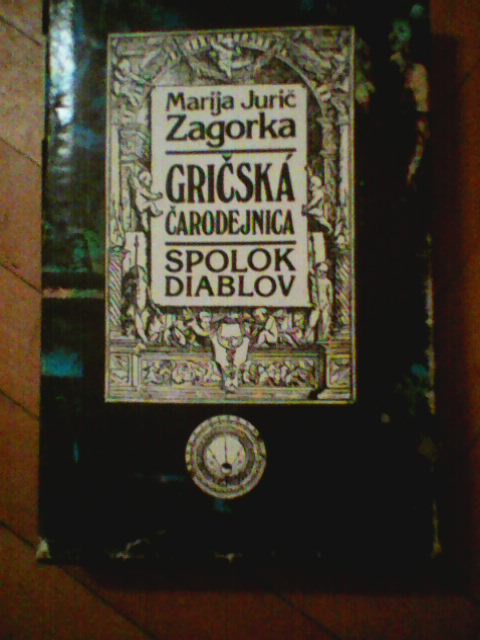 Marija Jurič
Zagorka
GRIČSKÁ
ČARODEJNICA
SPOLOK
DIABLOV